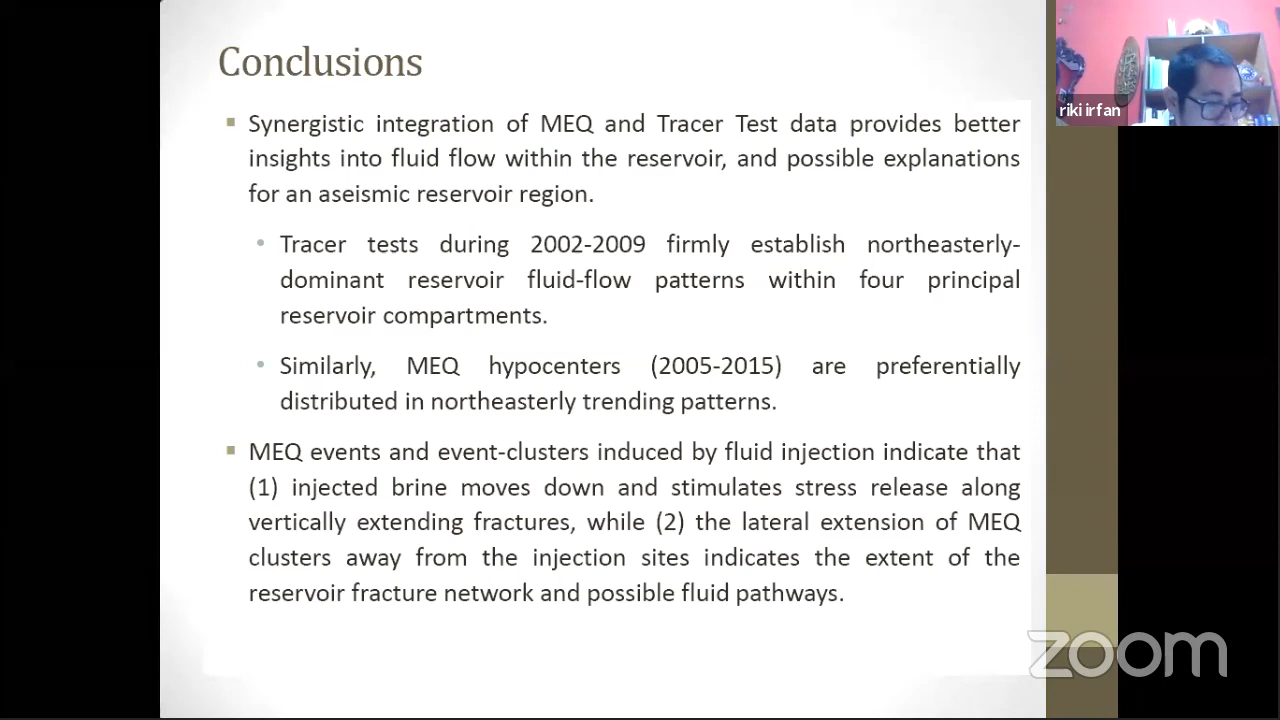 Conclusions
Synergistic integration of MEQ and Tracer Test data provides better
insights into fluid flow within the reservoir, and possible explanations
for an aseismic reservoir region.
Tracer tests during 2002-2009 firmly establish northeasterly-
dominant reservoir fluid-flow patterns within four principal
reservoir compartments.
Similarly, MEQ hypocenters (2005-2015) are preferentially
distributed in northeasterly trending patterns.
MEQ events and event-clusters induced by fluid injection indicate that
(1) injected brine moves down and stimulates stress release along
vertically extending fractures, while (2) the lateral extension of MEQ
clusters away from the injection sites indicates the extent of the
reservoir fracture network and possible fluid pathways.
riki irfan
zoom